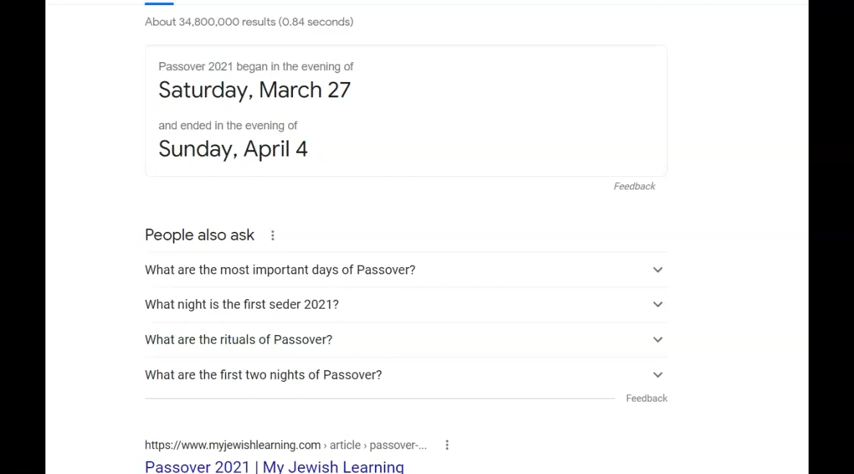 About 34,800,000 results (0.84 seconds)
Passover 2021 began in the evening of
Saturday, March 27
and ended in the evening of
Sunday, April 4
Feedback
People also ask
What are the most important days of Passover?
What night is the first seder 2021?
What are the rituals of Passover?
What are the first two nights of Passover?
Feedback
https://www.myjewishlearning.com › article › passover-...
Passover 2021 | My Jewish Learning